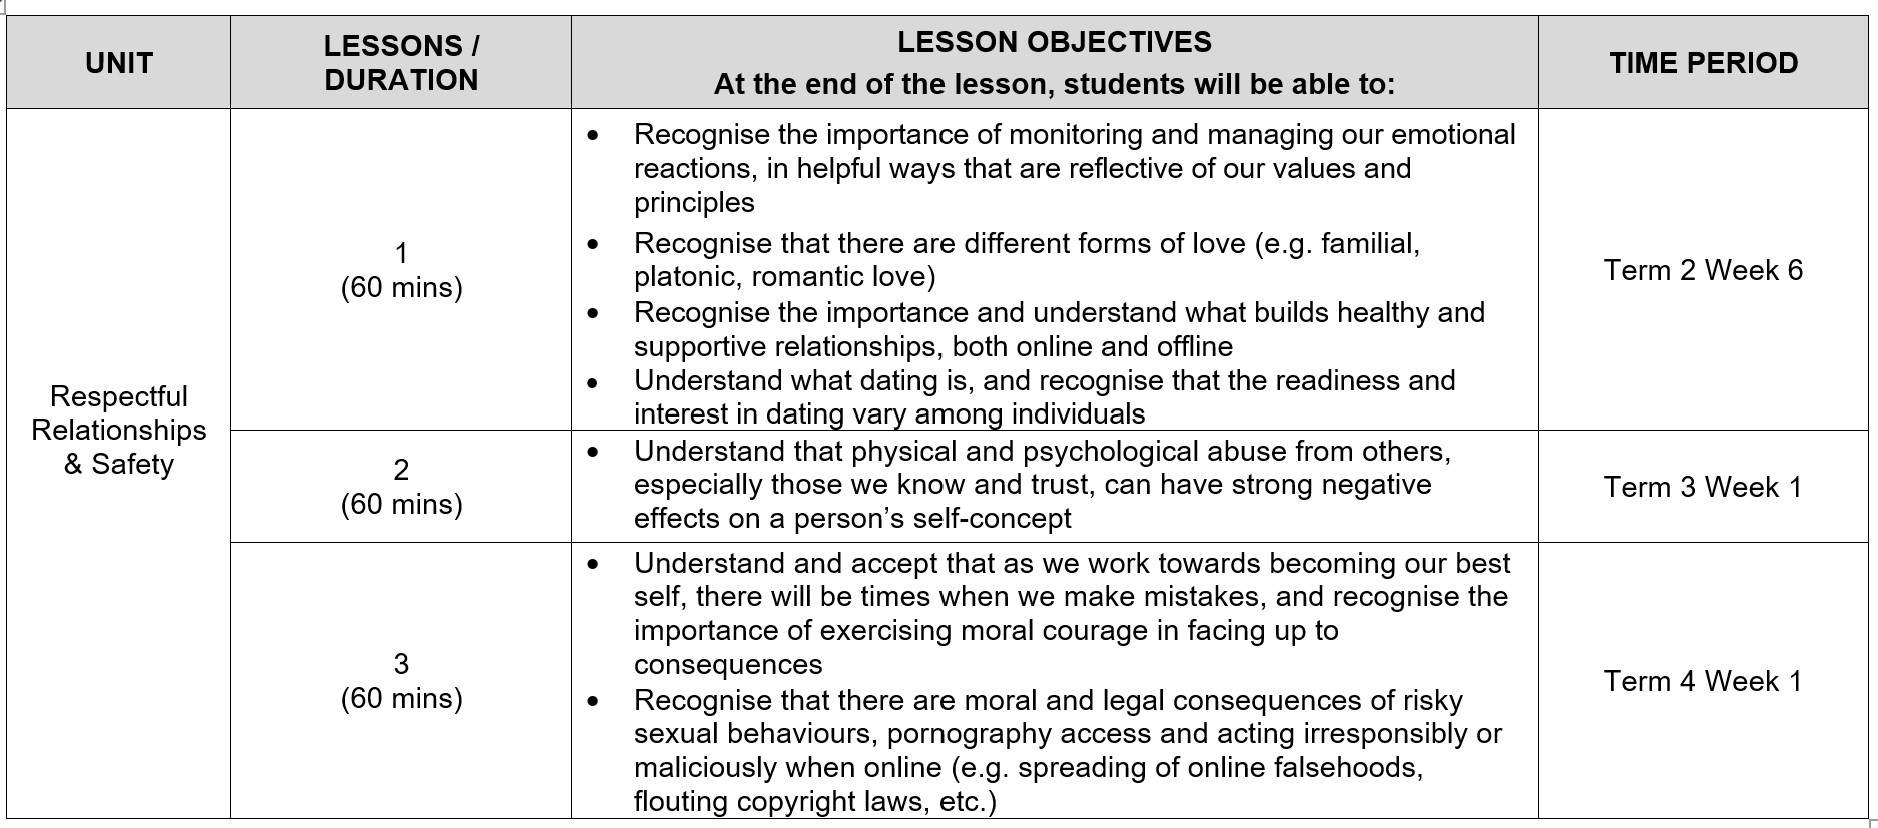 UNIT
LESSONS /
DURATION
LESSON OBJECTIVES
At the end of the lesson, students will be able to:
TIME PERIOD
Respectful
Relationships
& Safety
1
(60 mins)
• Recognise the importance of monitoring and managing our emotional
reactions, in helpful ways that are reflective of our values and
principles
• Recognise that there are different forms of love (e.g. familial,
platonic, romantic love)
• Recognise the importance and understand what builds healthy and
supportive relationships, both online and offline
• Understand what dating is, and recognise that the readiness and
interest in dating vary among individuals
Term 2 Week 6
2
(60 mins)
• Understand that physical and psychological abuse from others,
especially those we know and trust, can have strong negative
effects on a person’s self-concept
Term 3 Week 1
3
(60 mins)
• Understand and accept that as we work towards becoming our best
self, there will be times when we make mistakes, and recognise the
importance of exercising moral courage in facing up to
consequences
• Recognise that there are moral and legal consequences of risky
sexual behaviours, pornography access and acting irresponsibly or
maliciously when online (e.g. spreading of online falsehoods,
flouting copyright laws, etc.)
Term 4 Week 1